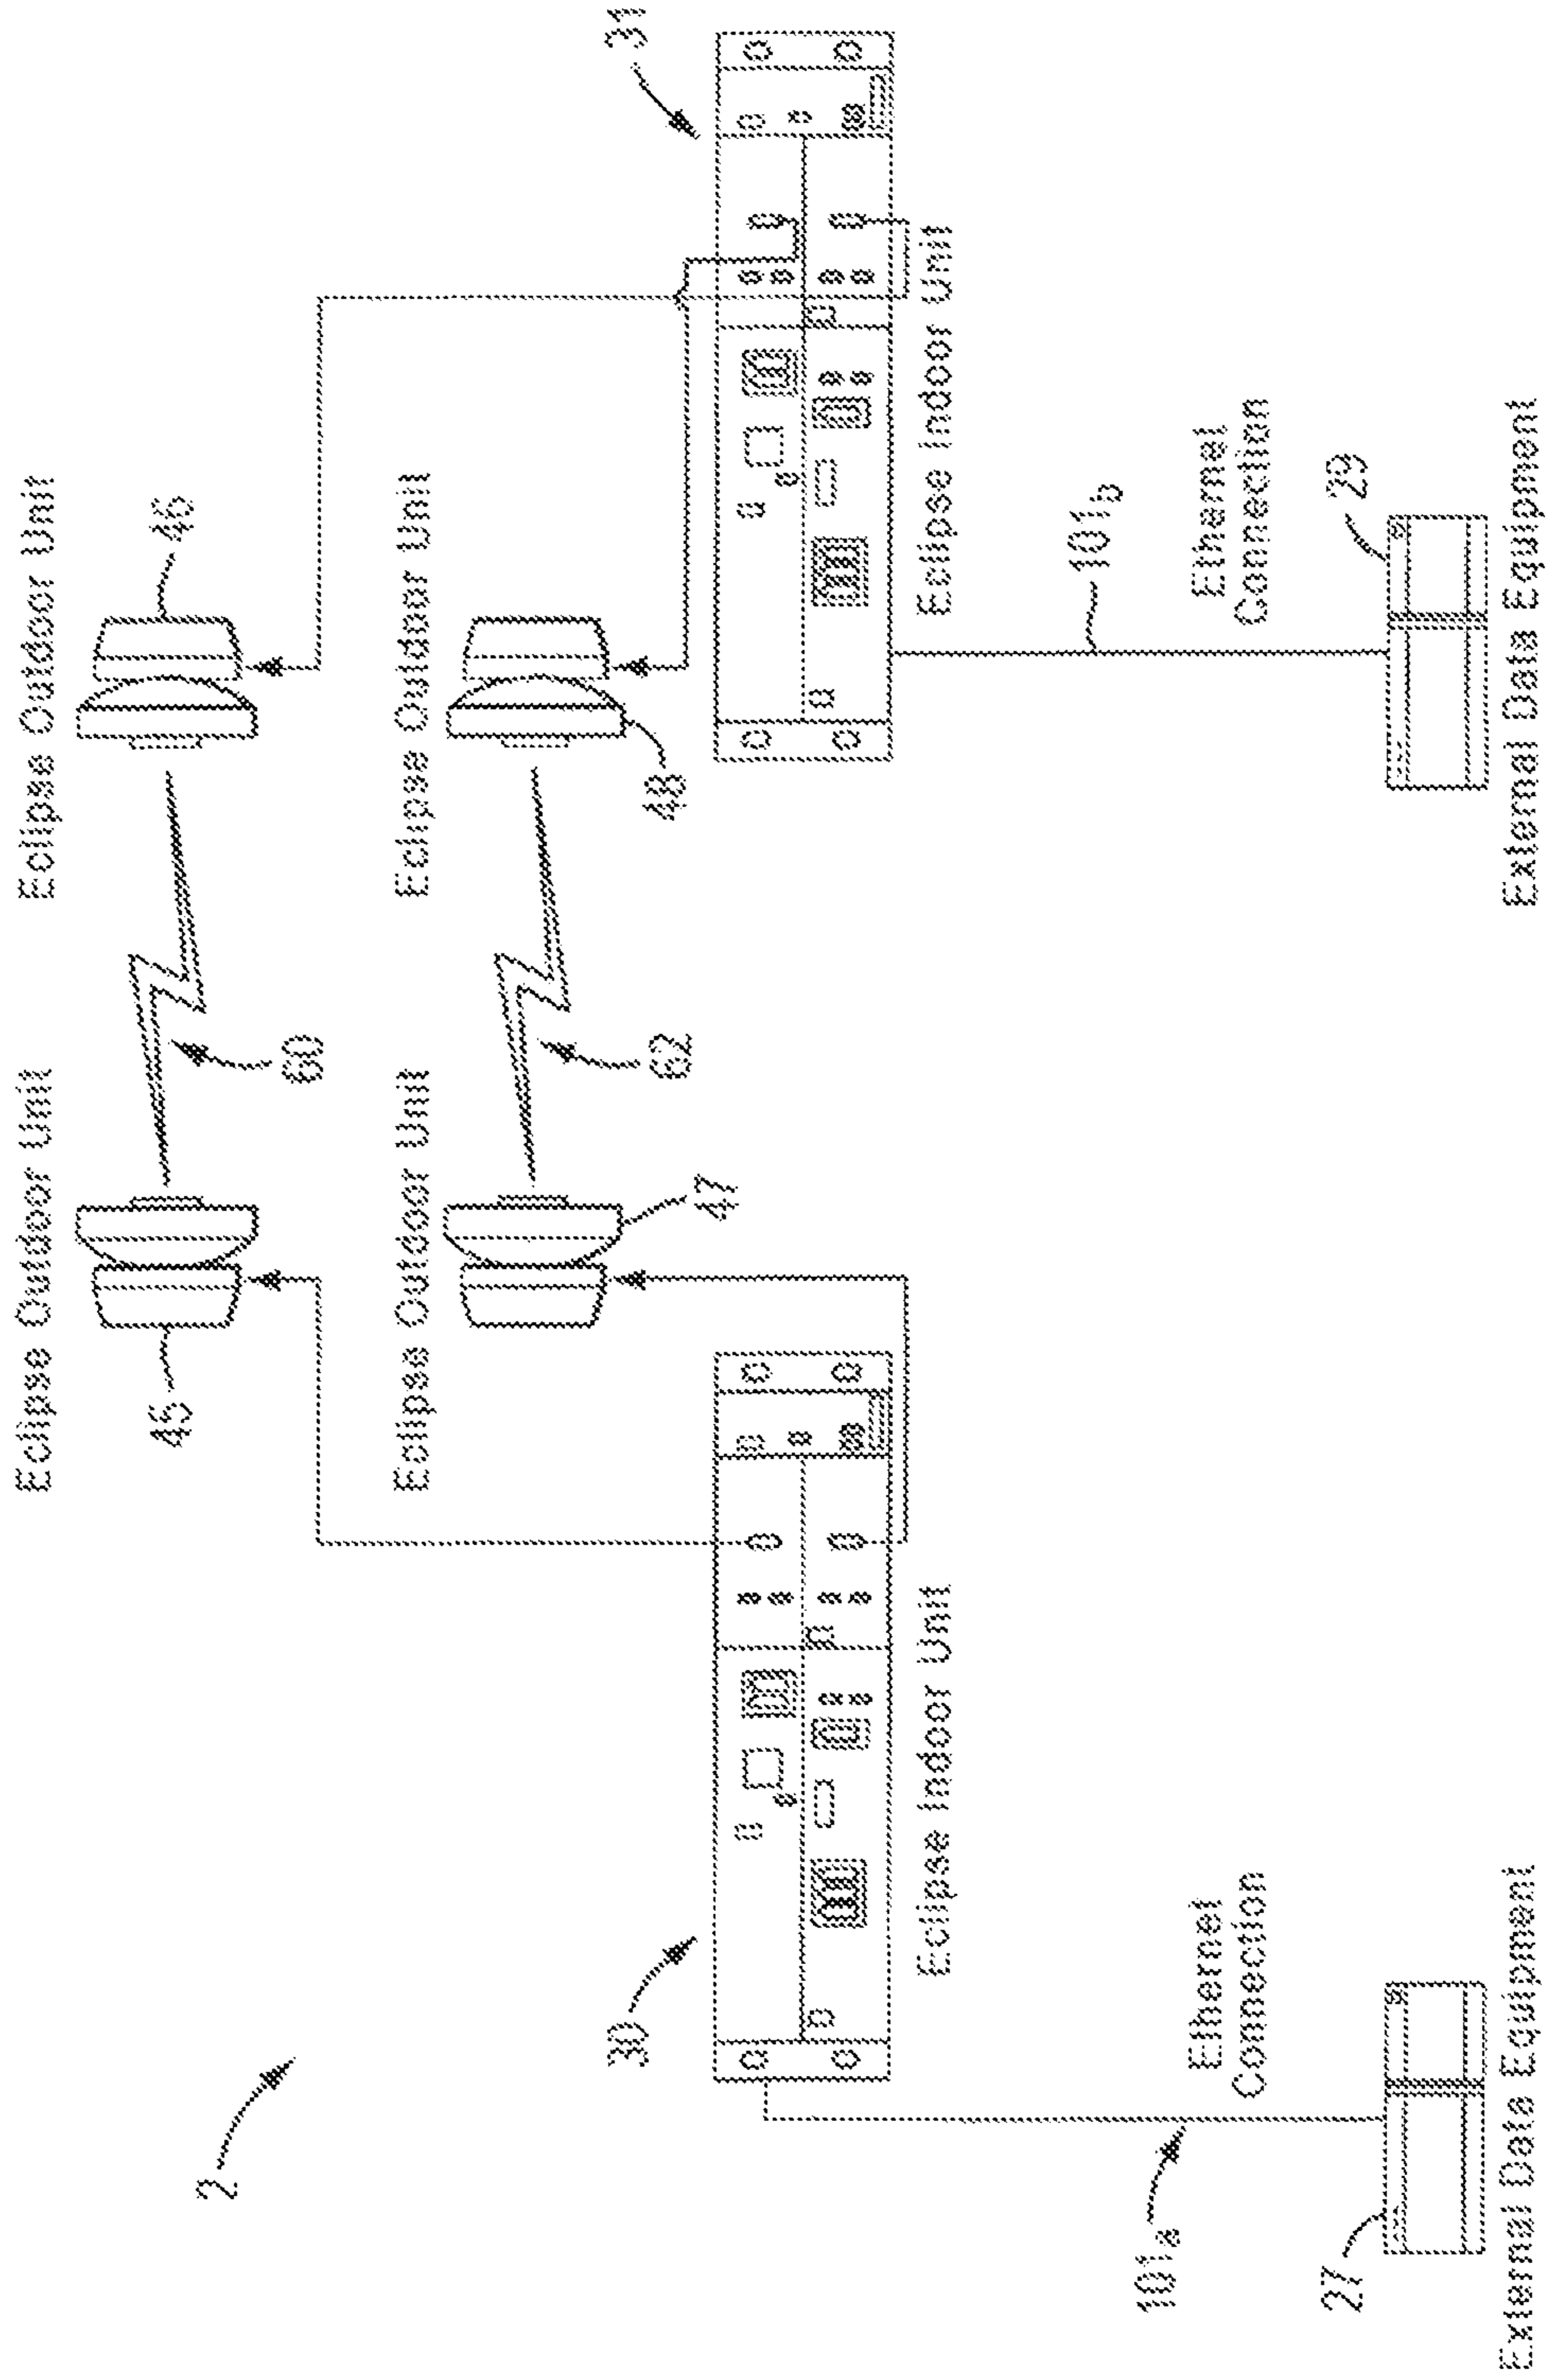 Eclipse Outdoor Unit
Eclipse Outdoor Unit
45
46
60
Eclipse Outdoor Unit
Eclipse Outdoor Unit
47
48
62
2
30
31
Eclipse Indoor Unit
Eclipse Indoor Unit
101a
Ethernet
Connection
101b
Ethernet
Connection
27
29
External Data Equipment
External Data Equipment